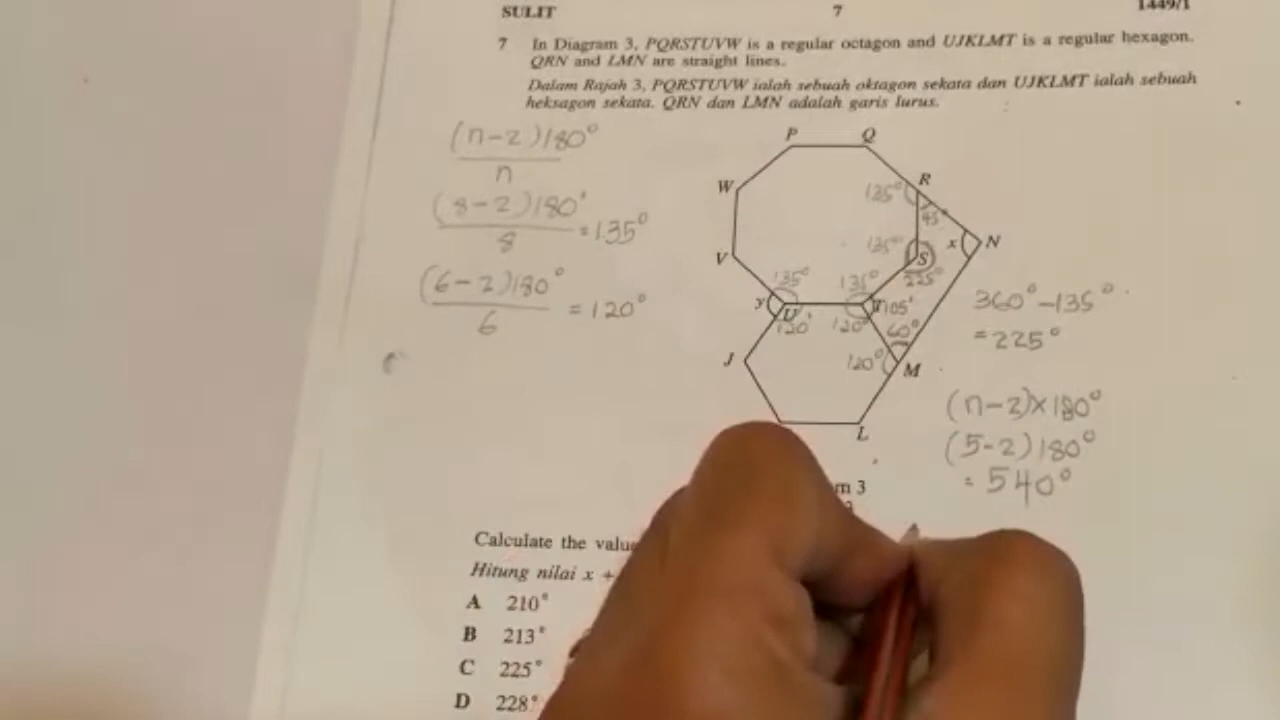 SULIT 7 1449/1
7 In Diagram 3, PQRSTUVW is a regular octagon and UJKLMT is a regular hexagon.
QRN and LMN are straight lines.
Dalam Rajah 3, PQRSTUVW ialah sebuah oktagon sekata dan UJKLMT ialah sebuah
heksagon sekata. QRN dan LMN adalah garis lurus.
(n-2)180°
n
(8-2)180°
8
=135°
(6-2)180°
6
=120°
P Q
W R
135°
45°
V 135° S x N
225°
135° 135°
y U T 105°
120° 120° 60°
J 120° M
L
360°-135°
=225°
(n-2)×180°
(5-2)180°
=540°
m 3
Calculate the
Hitung nilai x +
A 210°
B 213°
C 225°
D 228°